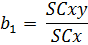 b₁ = SCxy / SCx